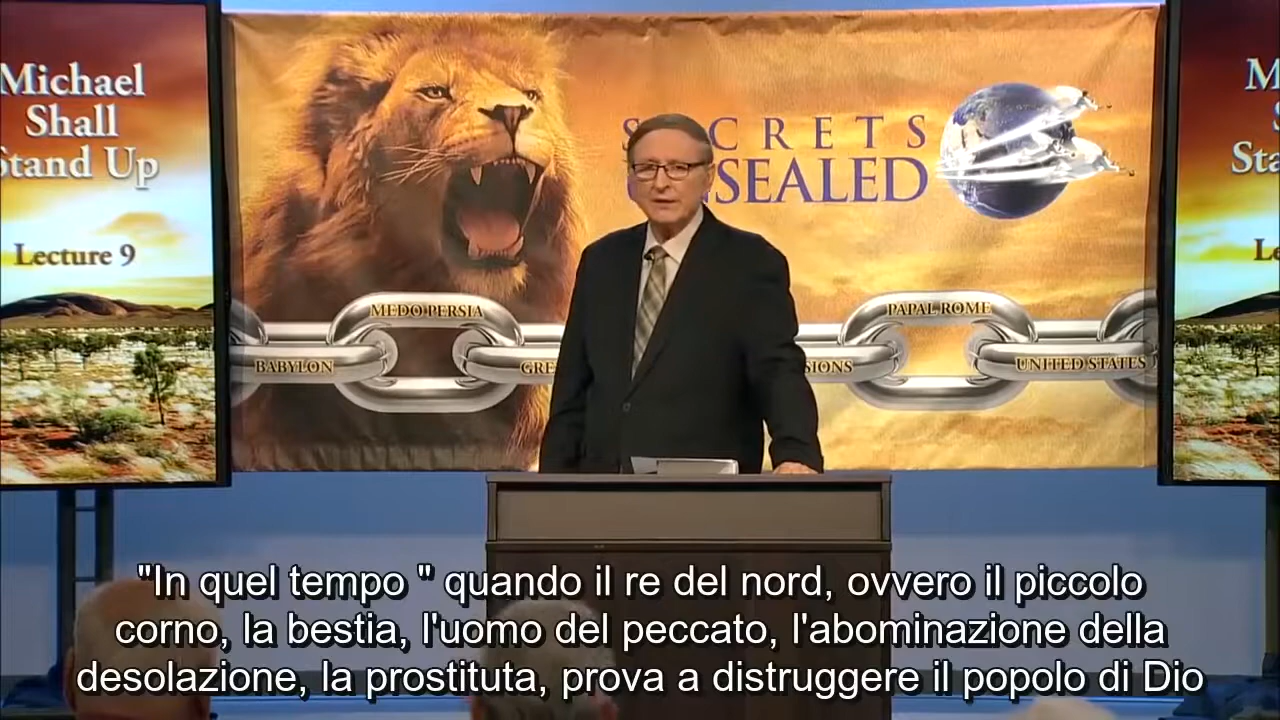 Michael
Shall
Stand Up
Lecture 9
SECRETS
UNSEALED
MEDO PERSIA
PAPAL ROME
BABYLON
UNITED STATES
"In quel tempo " quando il re del nord, ovvero il piccolo
corno, la bestia, l'uomo del peccato, l'abominazione della
desolazione, la prostituta, prova a distruggere il popolo di Dio